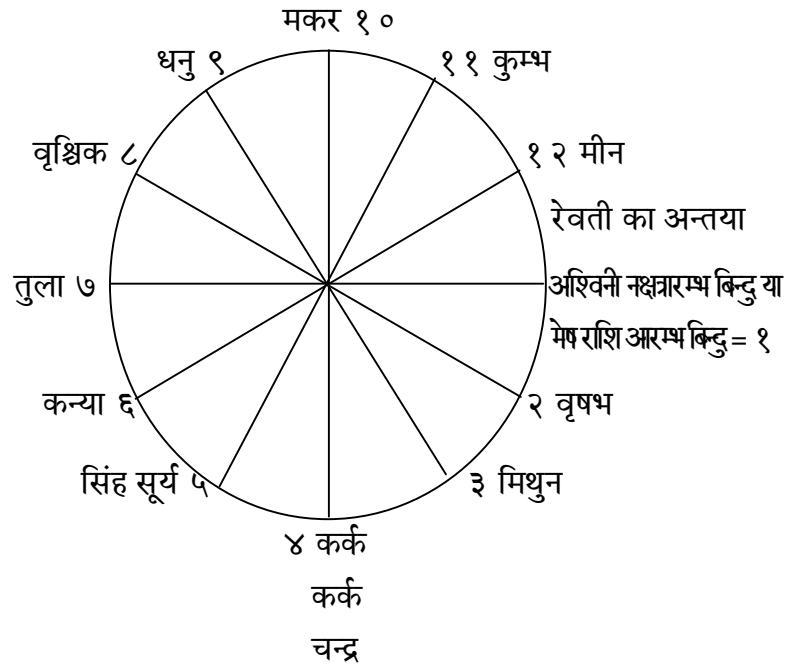 मकर १०
धनु ९
११ कुम्भ
वृश्चिक ८
१२ मीन
रेवती का अन्तया
तुला ७
अश्विनी नक्षत्रारम्भ बिन्दु या
मेष राशि आरम्भ बिन्दु = १
कन्या ६
२ वृषभ
सिंह सूर्य ५
३ मिथुन
४ कर्क
कर्क
चन्द्र